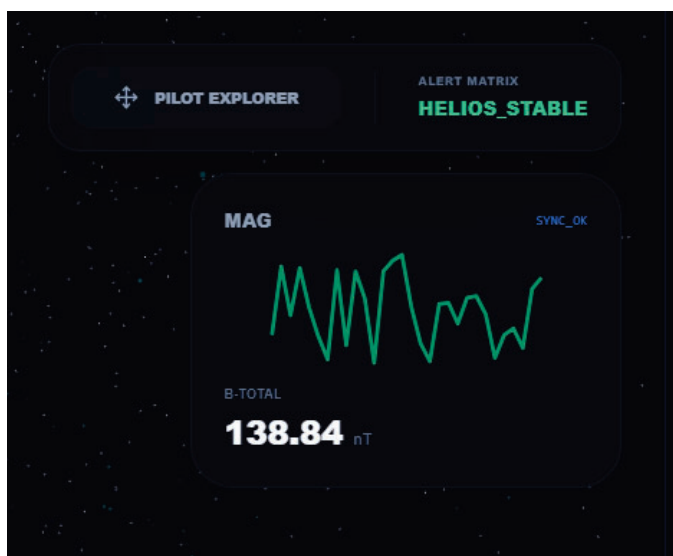 PILOT EXPLORER
ALERT MATRIX
HELIOS_STABLE
MAG
SYNC_OK
B-TOTAL
138.84 nT